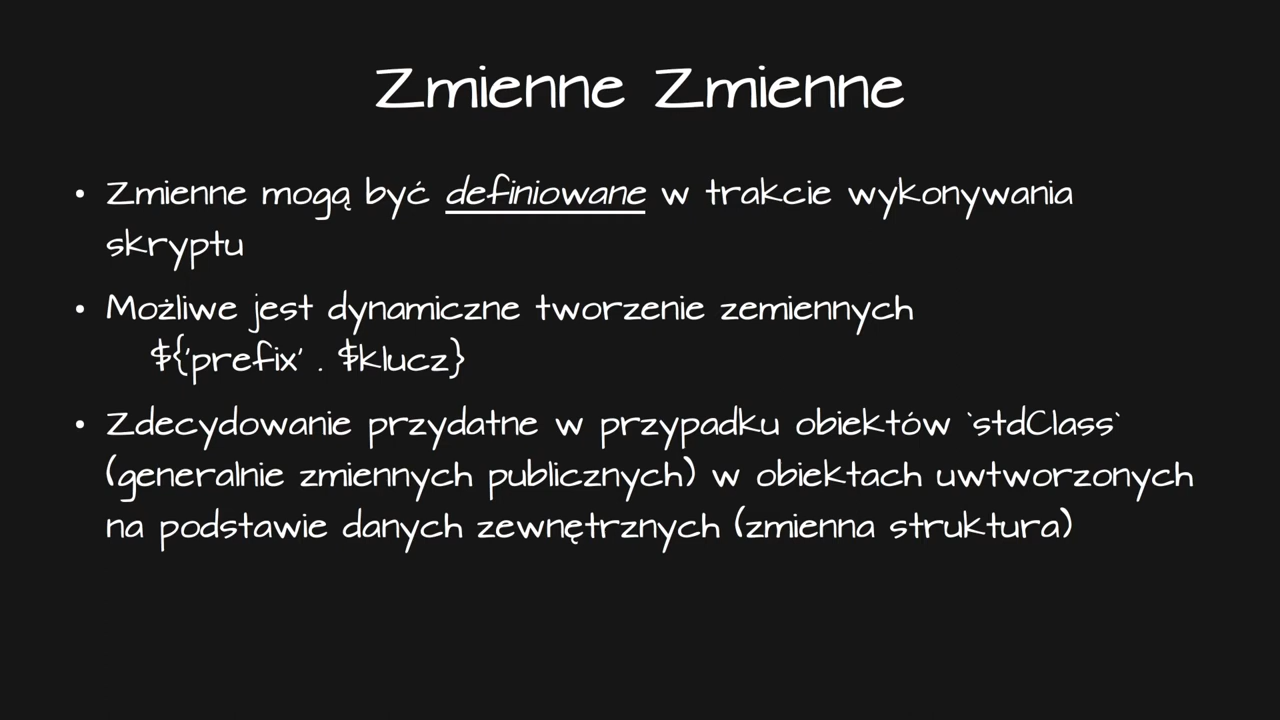 Zmienne Zmienne
• Zmienne mogą być definiowane w trakcie wykonywania
skryptu
• Możliwe jest dynamiczne tworzenie zemiennych
${'prefix' . $klucz}
• Zdecydowanie przydatne w przypadku obiektów `stdClass`
(generalnie zmiennych publicznych) w obiektach uwtworzonych
na podstawie danych zewnętrznych (zmienna struktura)